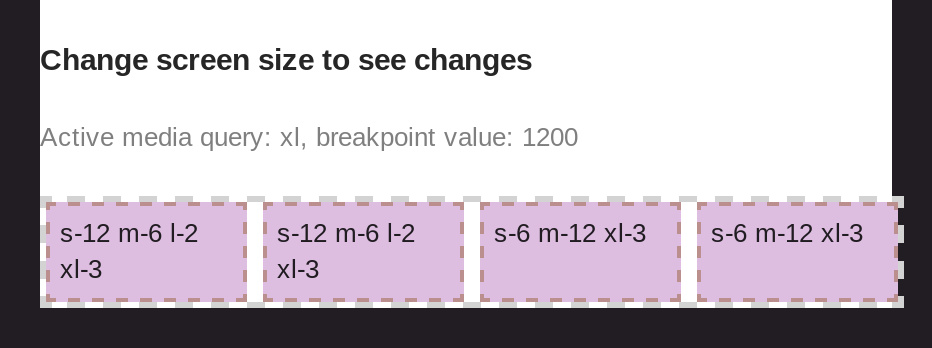 Change screen size to see changes
Active media query: xl, breakpoint value: 1200
s-12 m-6 l-2
xl-3
s-12 m-6 l-2
xl-3
s-6 m-12 xl-3
s-6 m-12 xl-3